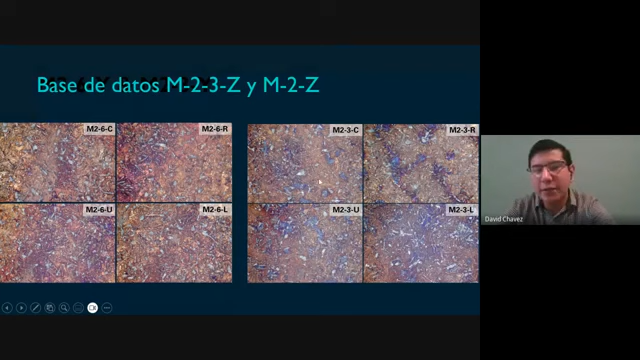 Base de datos M-2-3-Z y M-2-Z
M2-6-C
M2-6-R
M2-3-C
M2-3-R
M2-6-U
M2-6-L
M2-3-U
M2-3-L
David Chavez